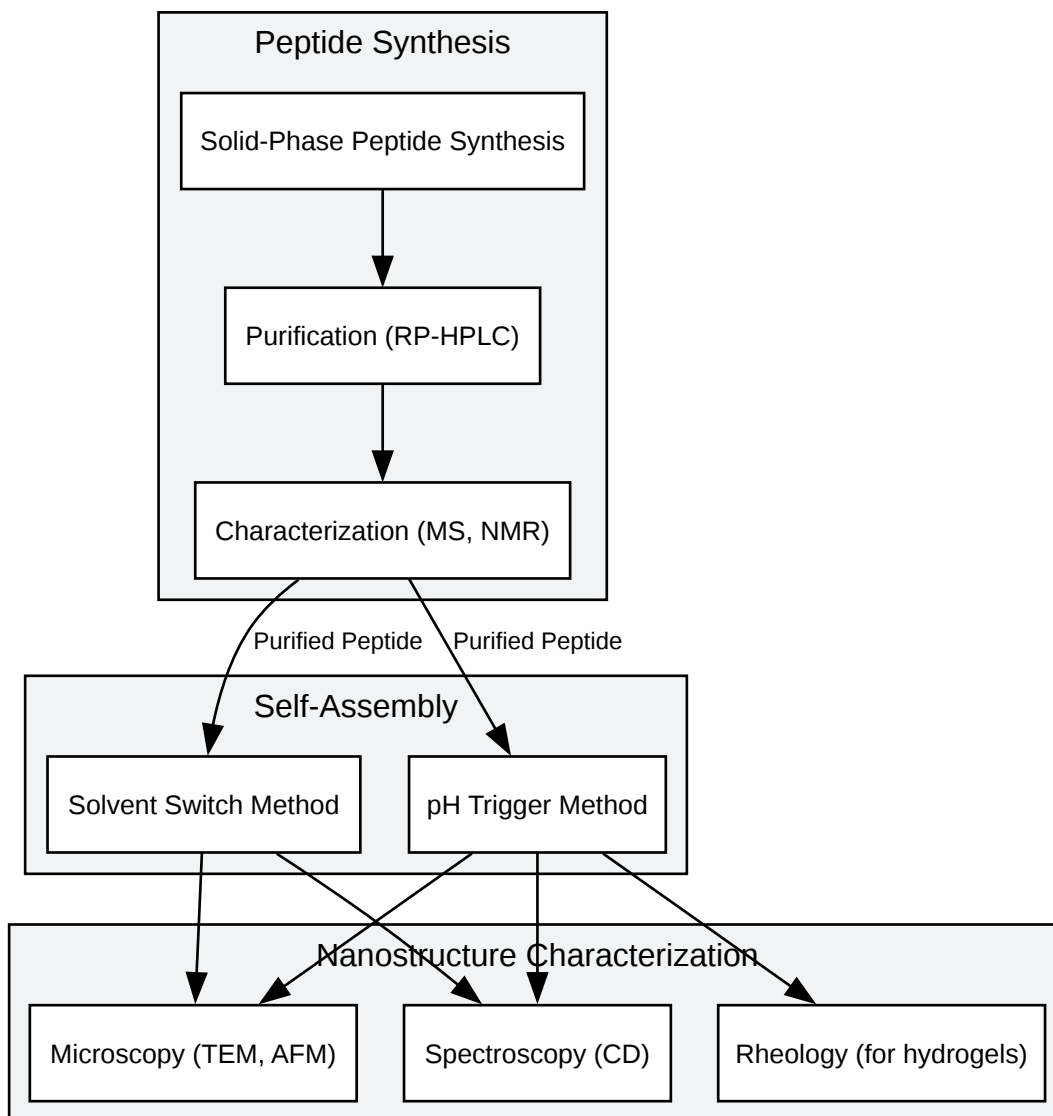 Peptide Synthesis
Solid-Phase Peptide Synthesis
Purification (RP-HPLC)
Characterization (MS, NMR)
Purified Peptide
Purified Peptide
Self-Assembly
Solvent Switch Method
pH Trigger Method
Nanostructure Characterization
Microscopy (TEM, AFM)
Spectroscopy (CD)
Rheology (for hydrogels)